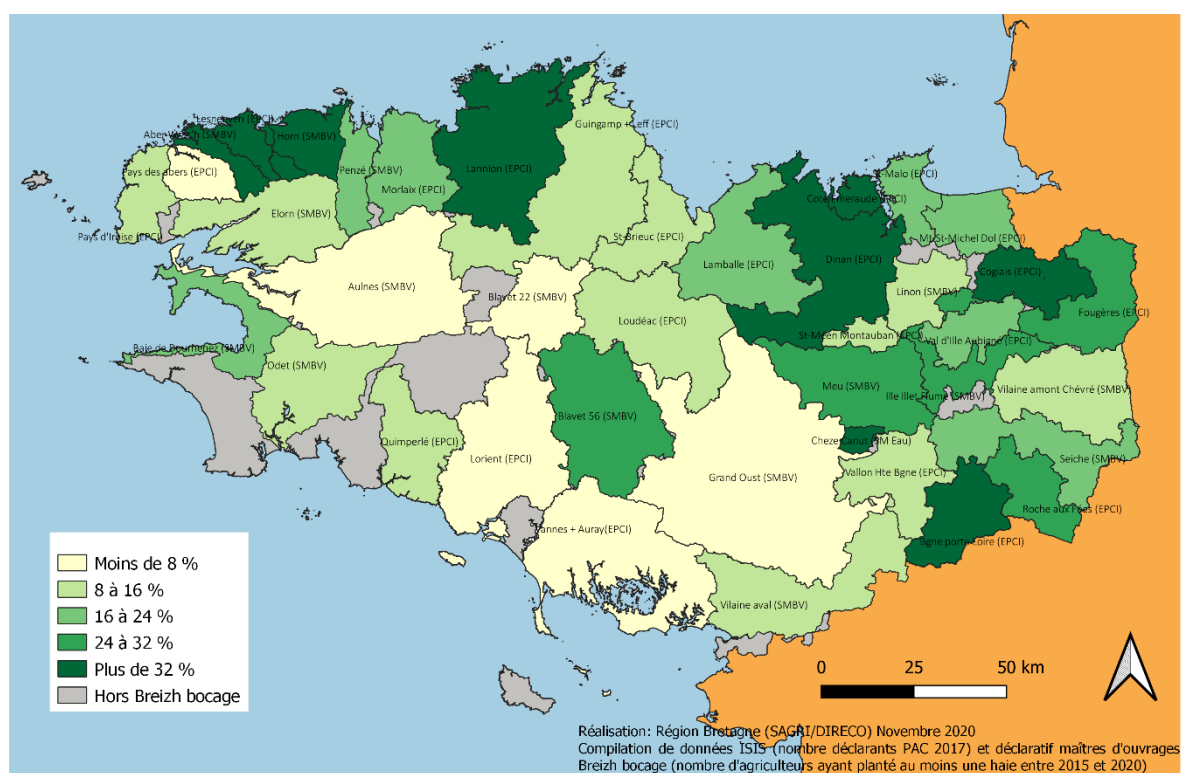 Lesneven (EPCI)
Aber Wrac'h (SMBV)
Horn (SMBV)
Guingamp + Leff (EPCI)
Pays des abers (EPCI)
Penzé (SMBV)
Lannion (EPCI)
Morlaix (EPCI)
St-Malo (EPCI)
Cote Emeraude (EPCI)
Elorn (SMBV)
Pays d'Iroise (EPCI)
St-Brieuc (EPCI)
Mt-St-Michel Dol (EPCI)
Lamballe (EPCI)
Dinan (EPCI)
Coglais (EPCI)
Aulnes (SMBV)
Blavet 22 (SMBV)
Linon (SMBV)
Fougères (EPCI)
Loudéac (EPCI)
St-Méen Montauban (EPCI)
Val d'Ille Aubigne (EPCI)
Baie de (SMBV)
Odet (SMBV)
Meu (SMBV)
Ille Illet Flume (SMBV)
Vilaine amont Chévré (SMBV)
Blavet 56 (SMBV)
Quimperlé (EPCI)
Cheze Canut (SM Eau)
Lorient (EPCI)
Grand Oust (SMBV)
Vallon Hte Bgne (EPCI)
Seiche (SMBV)
Roche aux Fées (EPCI)
Vannes + Auray(EPCI)
Bgne porte Loire (EPCI)
Vilaine aval (SMBV)
Moins de 8 %
8 à 16 %
16 à 24 %
24 à 32 %
Plus de 32 %
Hors Breizh bocage
0 25 50 km
Réalisation: Région Bretagne (SAGRI/DIRECO) Novembre 2020
Compilation de données ISIS (nombre déclarants PAC 2017) et déclaratif maîtres d'ouvrages
Breizh bocage (nombre d'agriculteurs ayant planté au moins une haie entre 2015 et 2020)